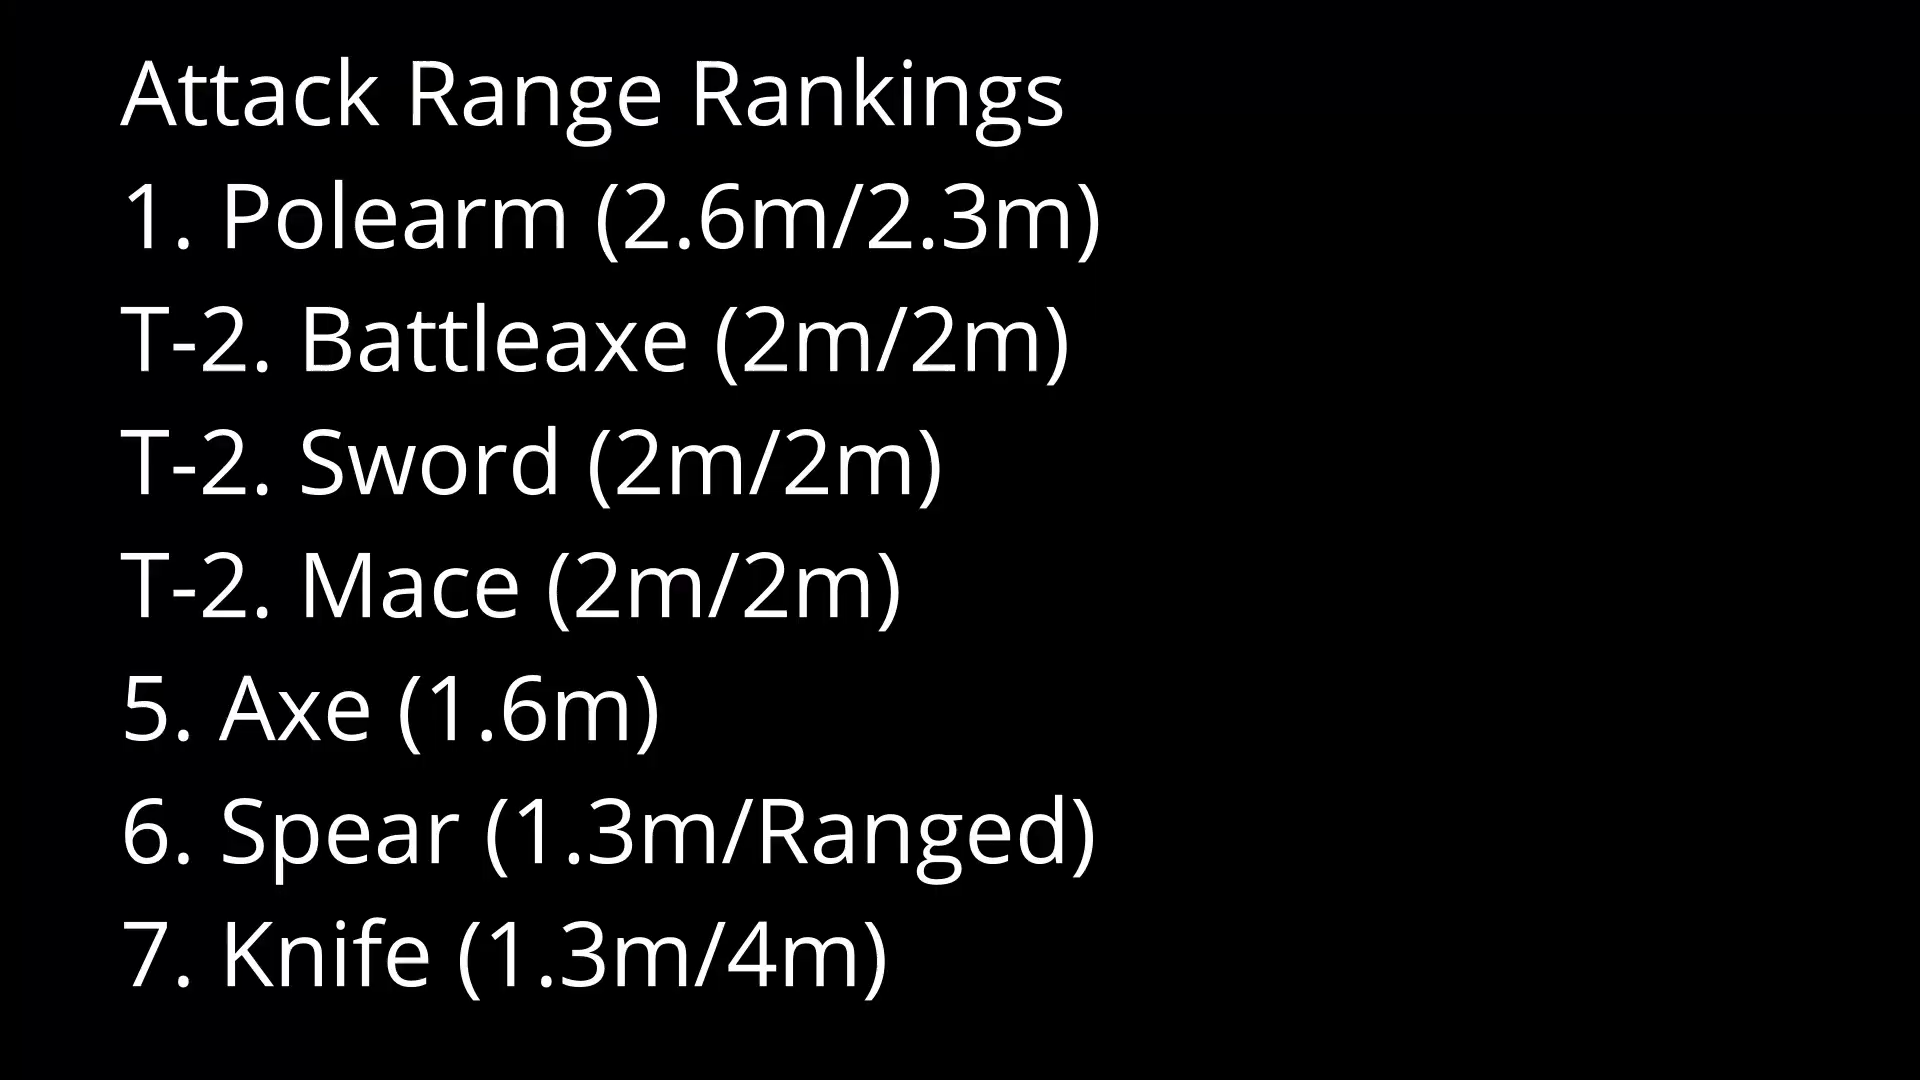 Attack Range Rankings
1. Polearm (2.6m/2.3m)
T-2. Battleaxe (2m/2m)
T-2. Sword (2m/2m)
T-2. Mace (2m/2m)
5. Axe (1.6m)
6. Spear (1.3m/Ranged)
7. Knife (1.3m/4m)